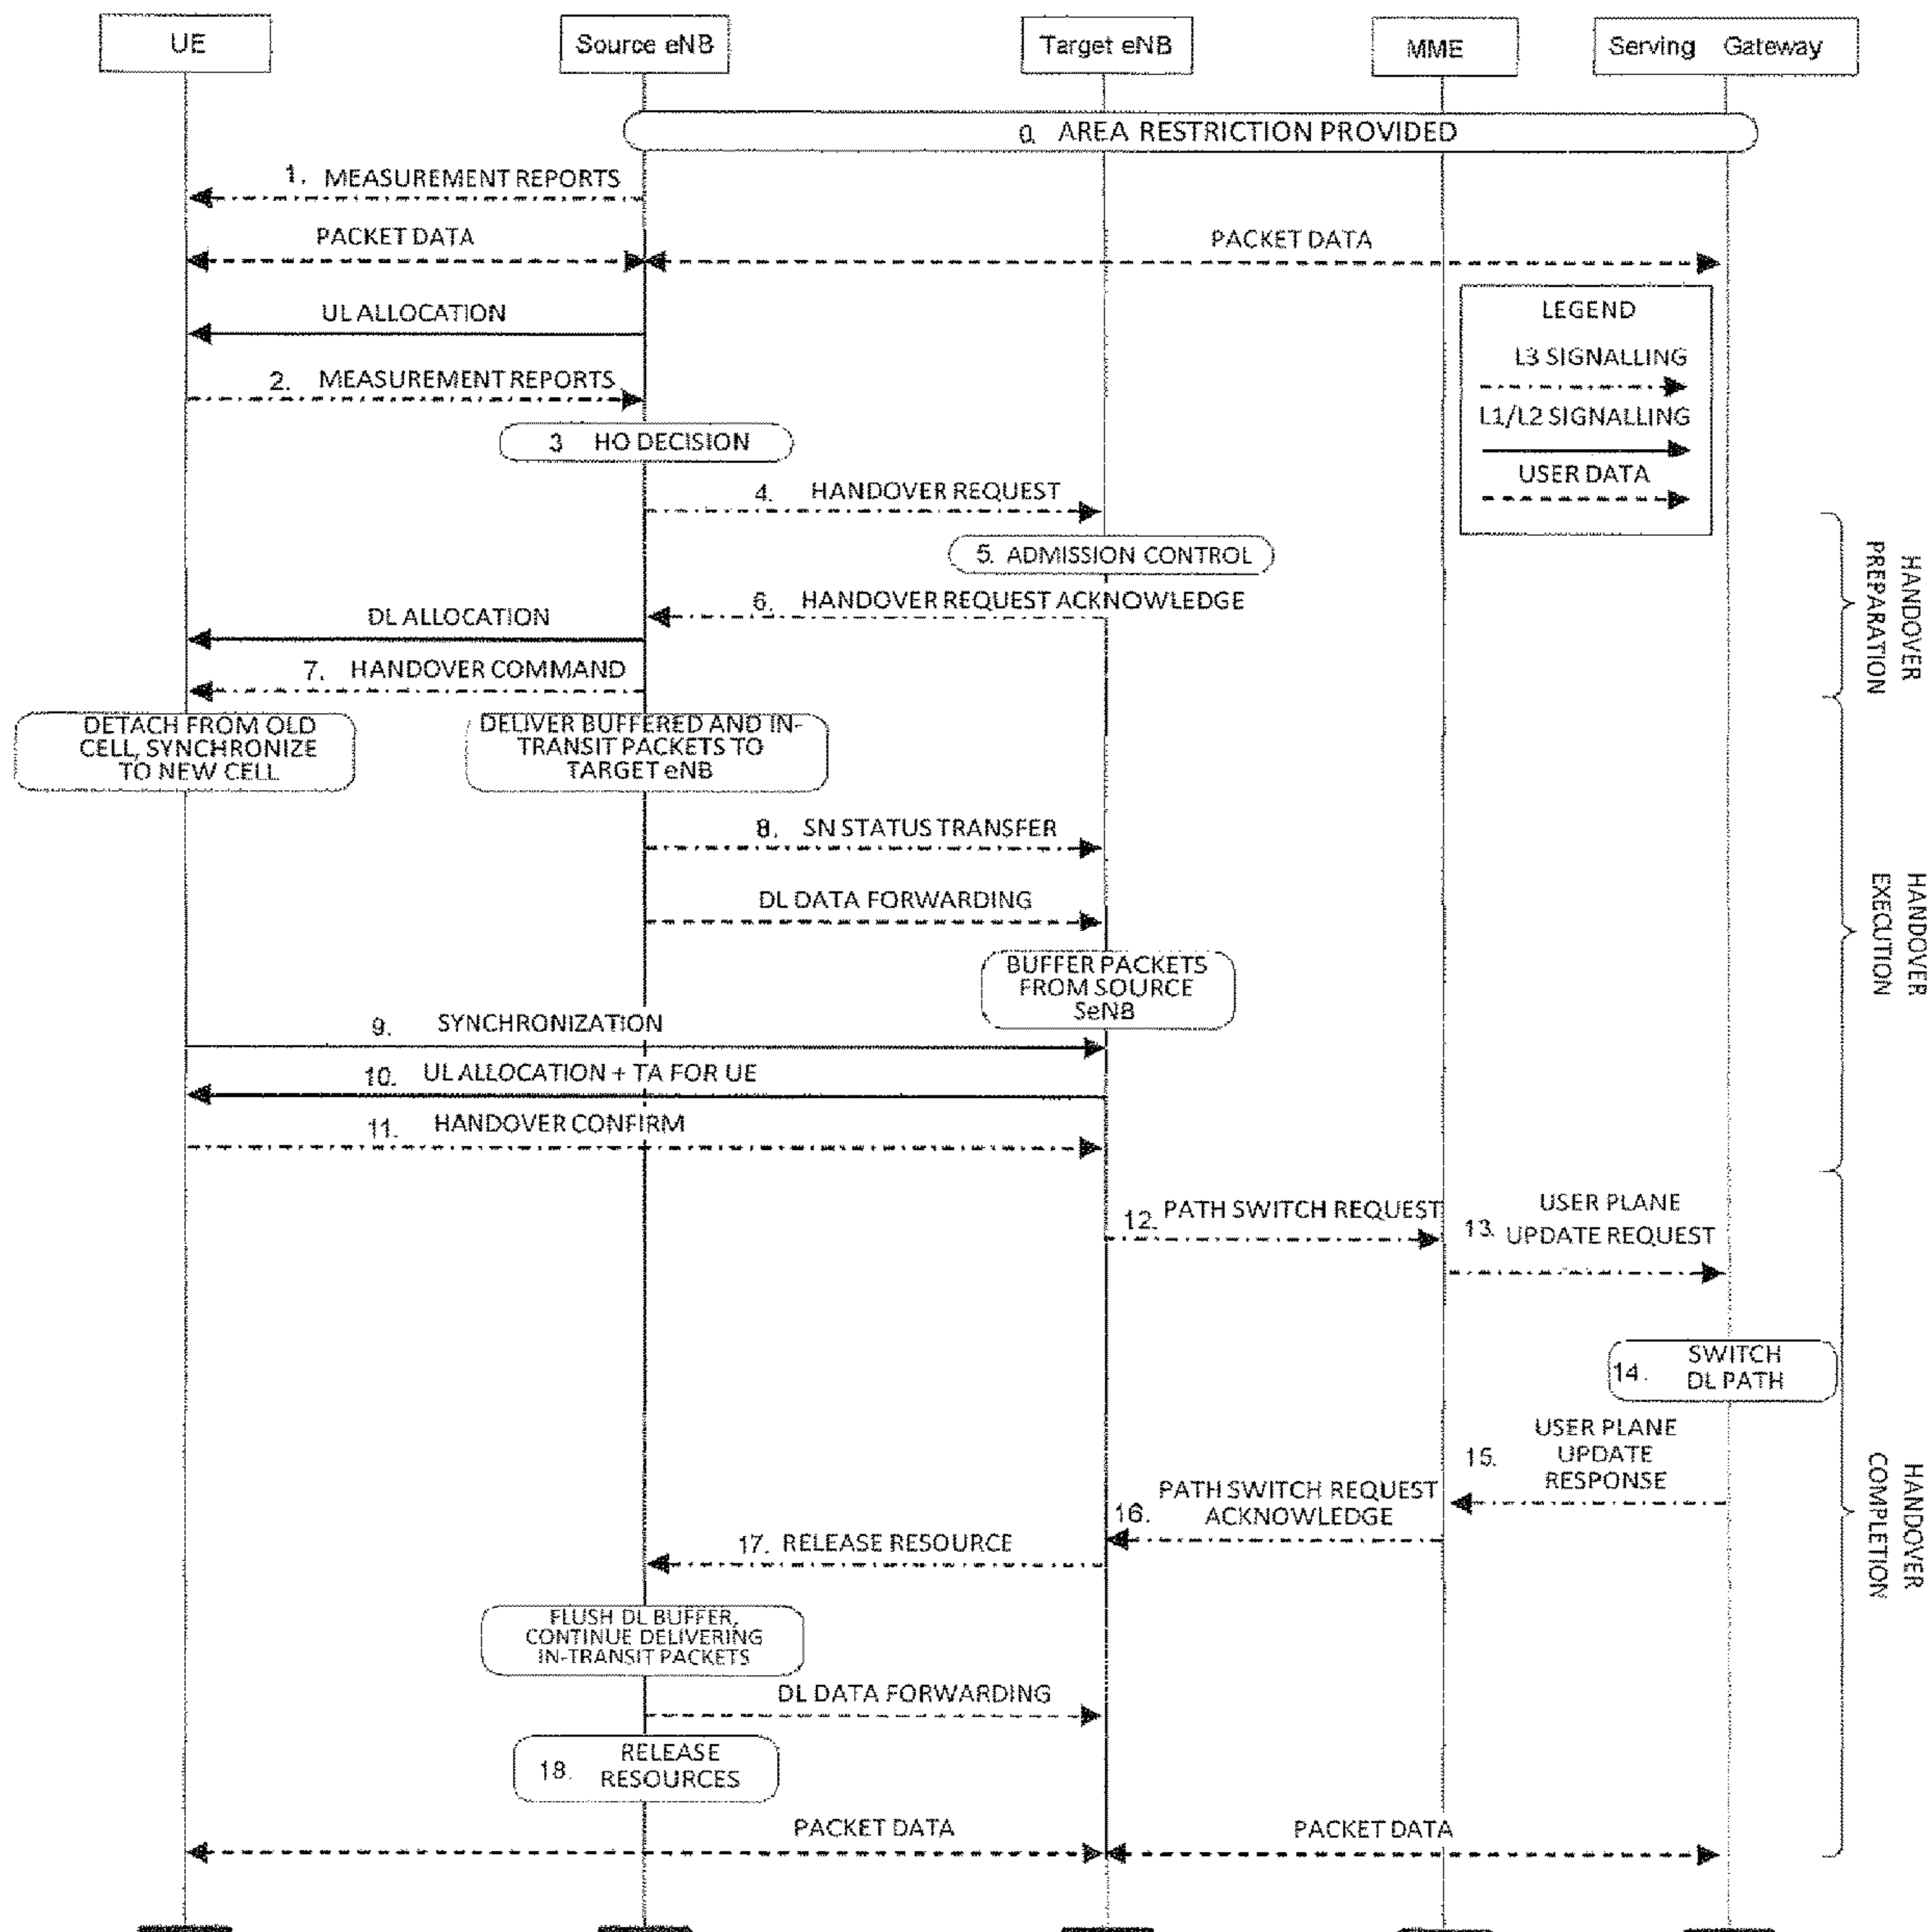 UE
Source eNB
Target eNB
MME
Serving Gateway
0. AREA RESTRICTION PROVIDED
1. MEASUREMENT REPORTS
PACKET DATA
PACKET DATA
UL ALLOCATION
LEGEND
L3 SIGNALLING
L1/L2 SIGNALLING
USER DATA
2. MEASUREMENT REPORTS
3 HO DECISION
4. HANDOVER REQUEST
5. ADMISSION CONTROL
6. HANDOVER REQUEST ACKNOWLEDGE
DL ALLOCATION
7. HANDOVER COMMAND
HANDOVER
PREPARATION
DETACH FROM OLD
CELL, SYNCHRONIZE
TO NEW CELL
DELIVER BUFFERED AND IN-
TRANSIT PACKETS TO
TARGET eNB
8. SN STATUS TRANSFER
DL DATA FORWARDING
BUFFER PACKETS
FROM SOURCE
SeNB
HANDOVER
EXECUTION
9. SYNCHRONIZATION
10. UL ALLOCATION + TA FOR UE
11. HANDOVER CONFIRM
12. PATH SWITCH REQUEST
13. USER PLANE
UPDATE REQUEST
14. SWITCH
DL PATH
15. USER PLANE
UPDATE
RESPONSE
16. PATH SWITCH REQUEST
ACKNOWLEDGE
17. RELEASE RESOURCE
HANDOVER
COMPLETION
FLUSH DL BUFFER,
CONTINUE DELIVERING
IN-TRANSIT PACKETS
DL DATA FORWARDING
18. RELEASE
RESOURCES
PACKET DATA
PACKET DATA